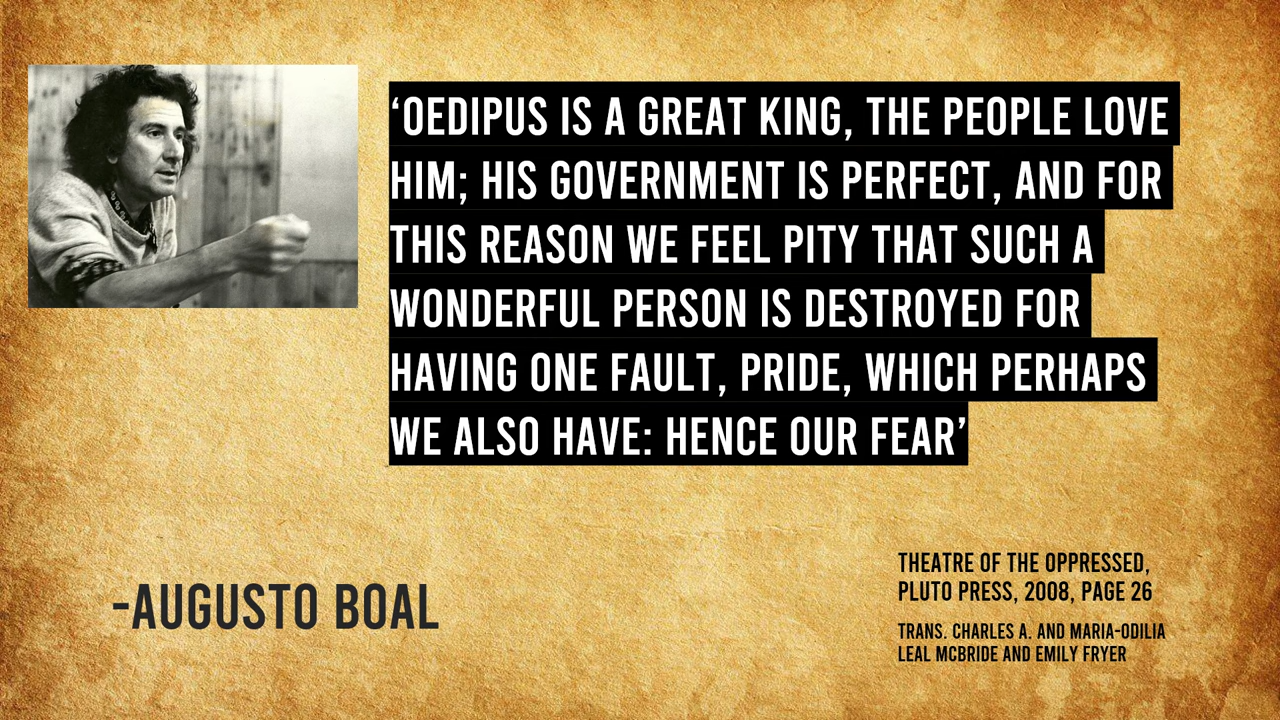 ‘OEDIPUS IS A GREAT KING, THE PEOPLE LOVE
HIM; HIS GOVERNMENT IS PERFECT, AND FOR
THIS REASON WE FEEL PITY THAT SUCH A
WONDERFUL PERSON IS DESTROYED FOR
HAVING ONE FAULT, PRIDE, WHICH PERHAPS
WE ALSO HAVE: HENCE OUR FEAR’
-AUGUSTO BOAL
THEATRE OF THE OPPRESSED,
PLUTO PRESS, 2008, PAGE 26
TRANS. CHARLES A. AND MARIA-ODILIA
LEAL MCBRIDE AND EMILY FRYER